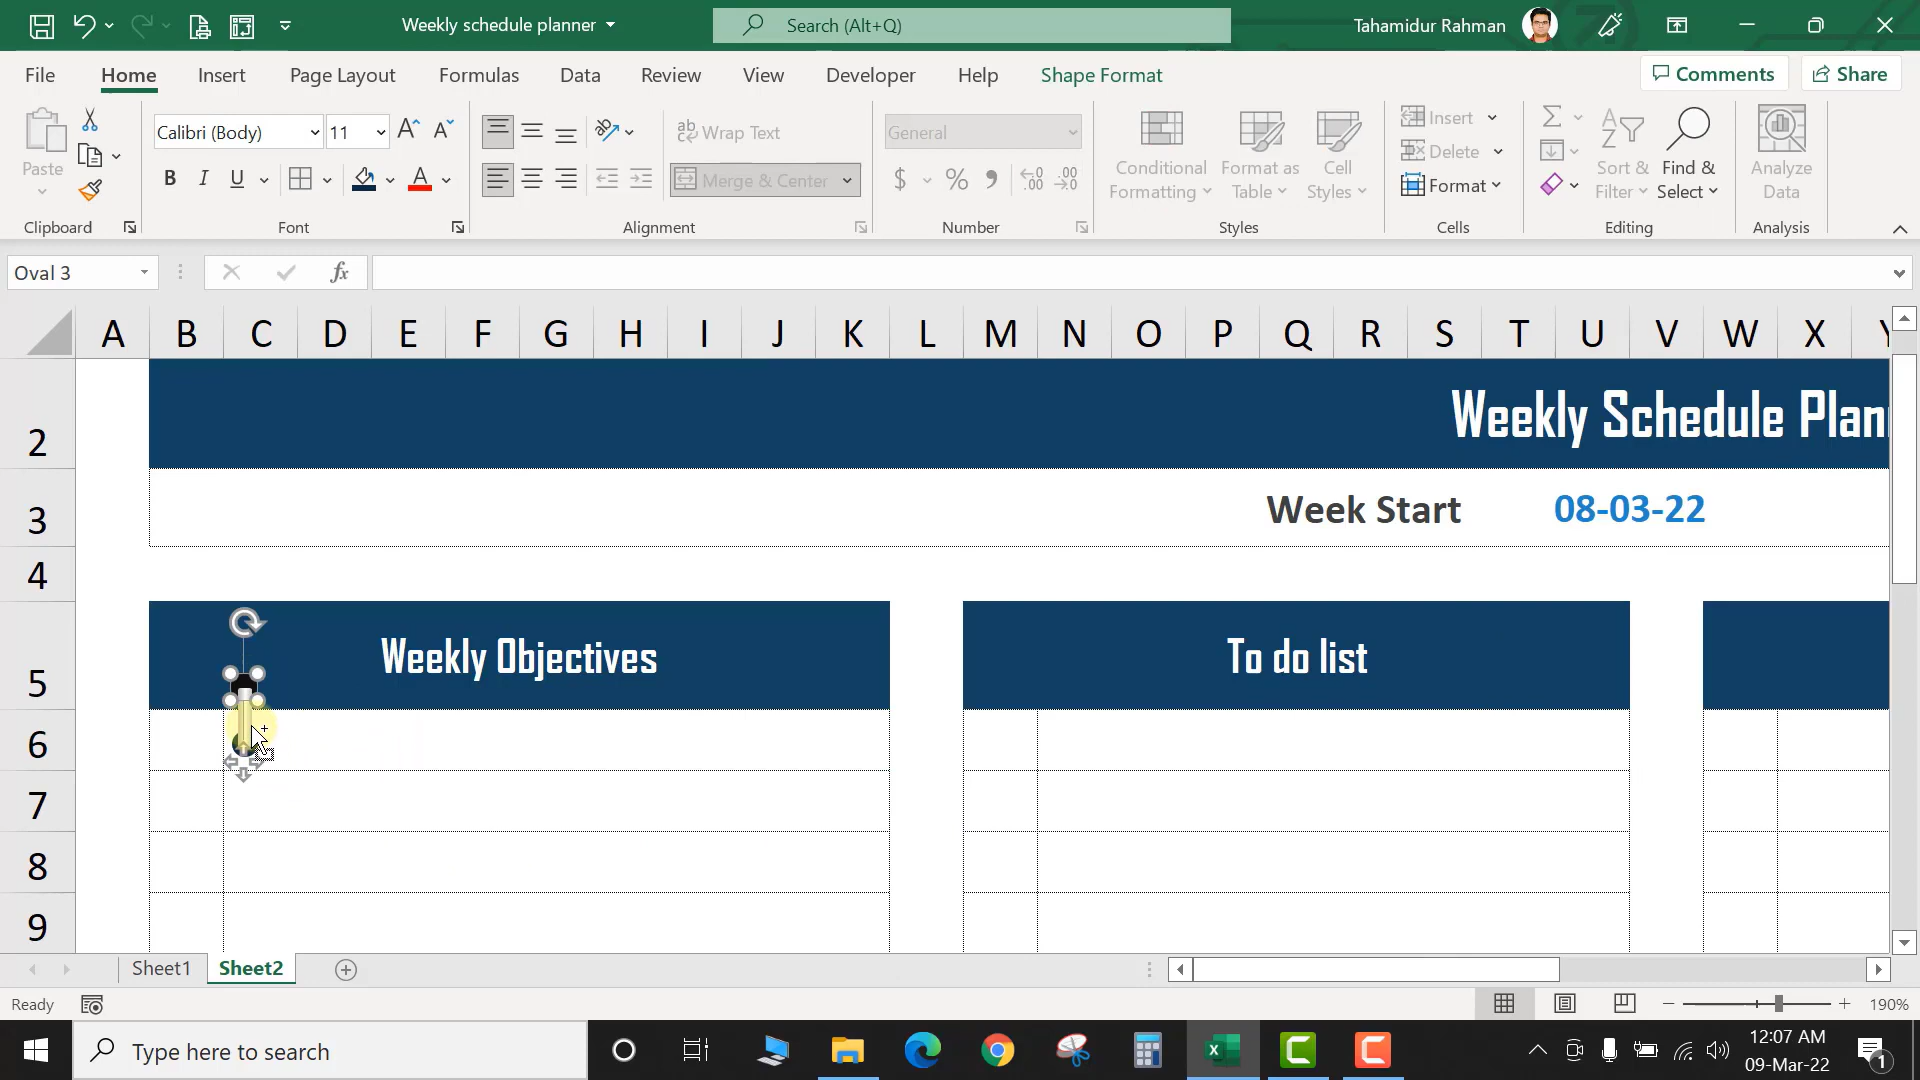 Weekly schedule planner
Search (Alt+Q)
Tahamidur Rahman
File Home Insert Page Layout Formulas Data Review View Developer Help Shape Format Comments Share
Paste
Clipboard
Calibri (Body) 11
B I U
Font
Wrap Text
Merge & Center
Alignment
General
$ % 9
Number
Conditional Formatting
Format as Table
Cell Styles
Styles
Insert
Delete
Format
Cells
Sort & Filter
Find & Select
Editing
Analyze Data
Analysis
Oval 3
fx
A B C D E F G H I J K L M N O P Q R S T U V W X Y
2
Weekly Schedule Plan
3
Week Start 08-03-22
4
5
Weekly Objectives
To do list
6
7
8
9
Sheet1 Sheet2
Ready
190%
Type here to search
12:07 AM
09-Mar-22
1